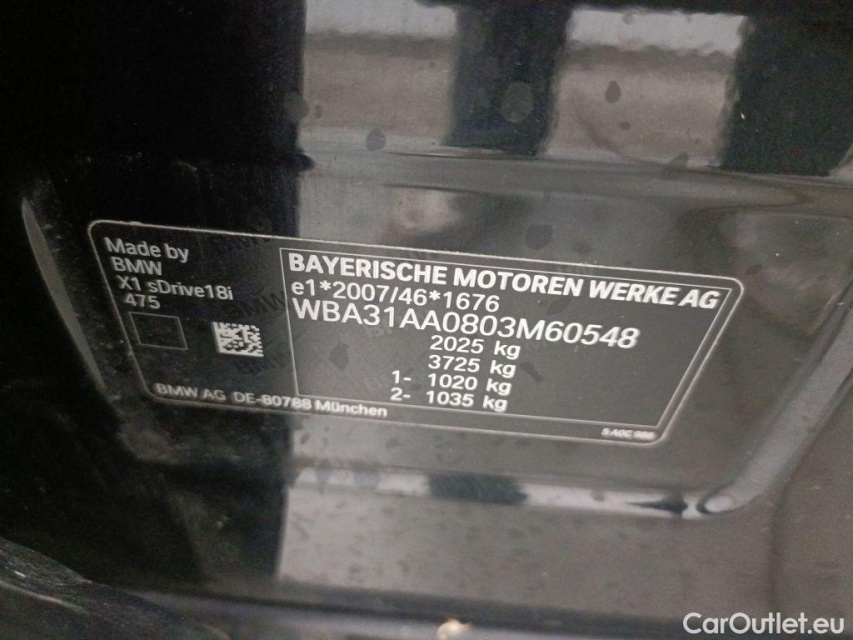 Made by
BMW
X1 sDrive18i
475
BMW AG DE-80788 München
BAYERISCHE MOTOREN WERKE AG
e1*2007/46*1676
WBA31AA0803M60548
2025 kg
3725 kg
1- 1020 kg
2- 1035 kg
CarOutlet.eu